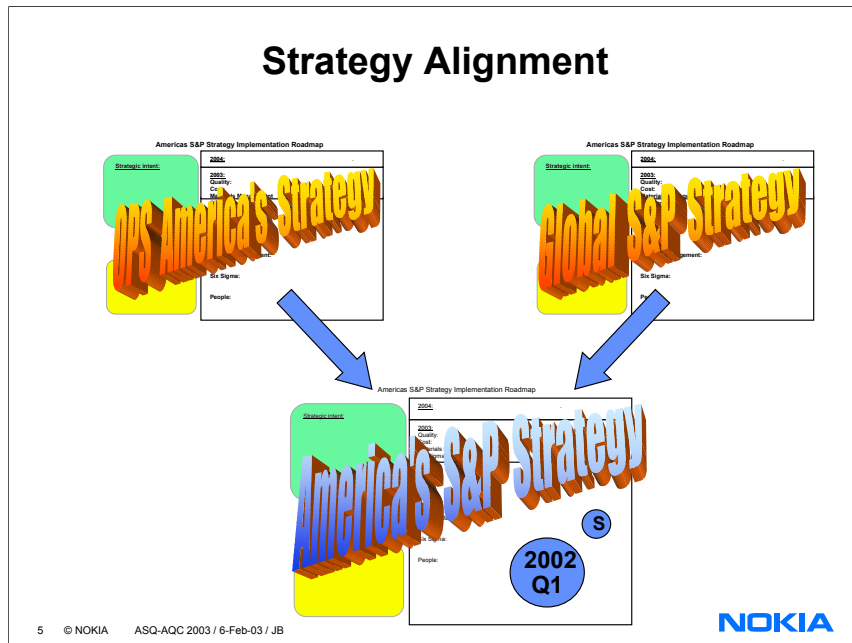 Strategy Alignment
Americas S&P Strategy Implementation Roadmap
Strategic intent:
2004:
2003:
Quality:
OPS America's Strategy
Six Sigma:
People:
Americas S&P Strategy Implementation Roadmap
Strategic intent:
2004:
2003:
Quality:
Cost:
Global S&P Strategy
Six Sigma:
Americas S&P Strategy Implementation Roadmap
Strategic intent:
2004:
2003:
Quality:
Cost:
America's S&P Strategy
S
Six Sigma:
People:
2002
Q1
5 © NOKIA ASQ-AQC 2003 / 6-Feb-03 / JB
NOKIA